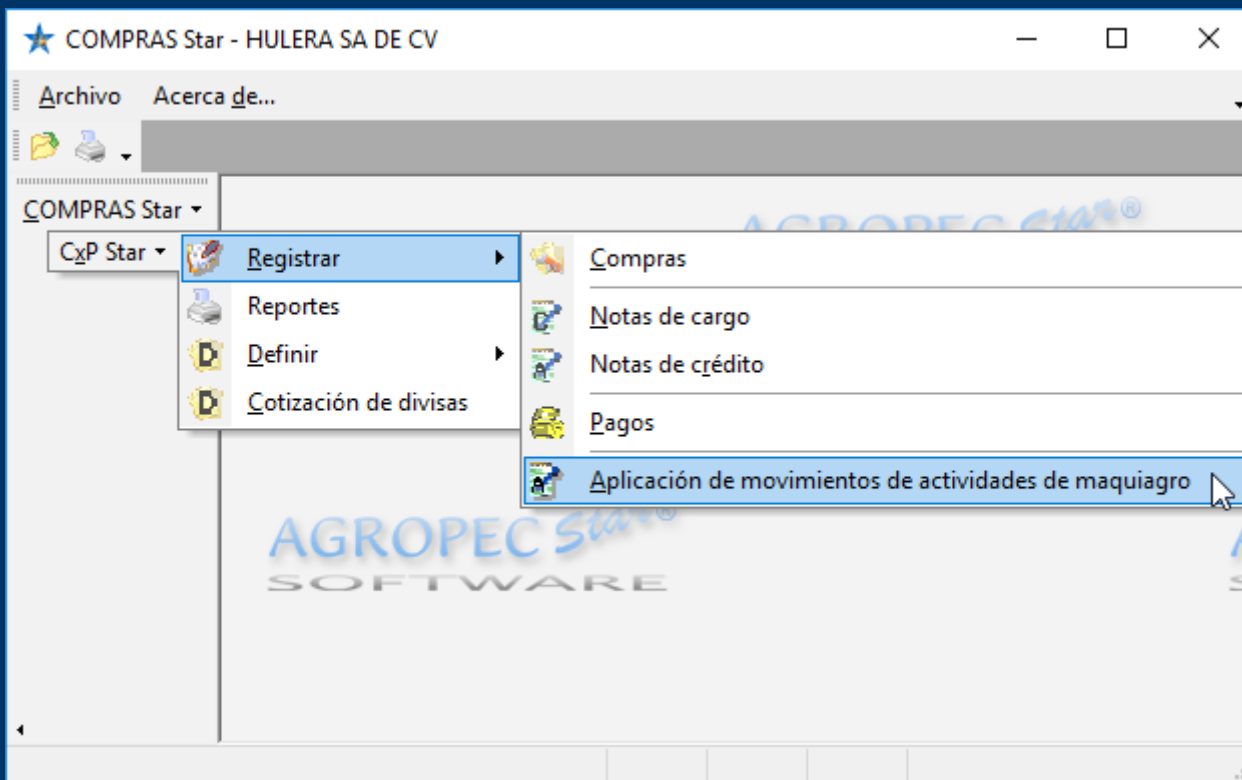 COMPRAS Star - HULERA SA DE CV
Archivo Acerca de...
COMPRAS Star
AGROPEC Star®
CxP Star
Registrar
Compras
Reportes
Notas de cargo
Definir
Notas de crédito
Cotización de divisas
Pagos
Aplicación de movimientos de actividades de maquiagro
AGROPEC Star®
SOFTWARE